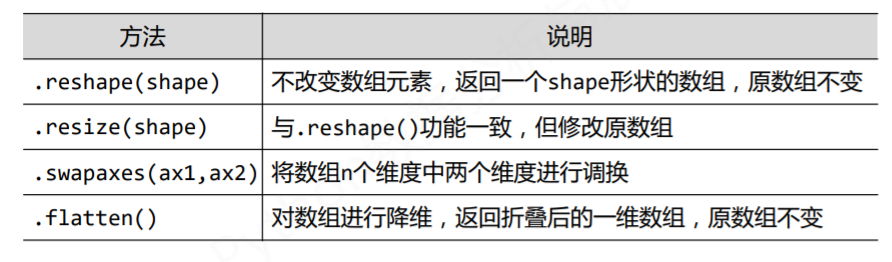 方法 说明
.reshape(shape) 不改变数组元素，返回一个shape形状的数组，原数组不变
.resize(shape) 与.reshape()功能一致，但修改原数组
.swapaxes(ax1,ax2) 将数组n个维度中两个维度进行调换
.flatten() 对数组进行降维，返回折叠后的一维数组，原数组不变